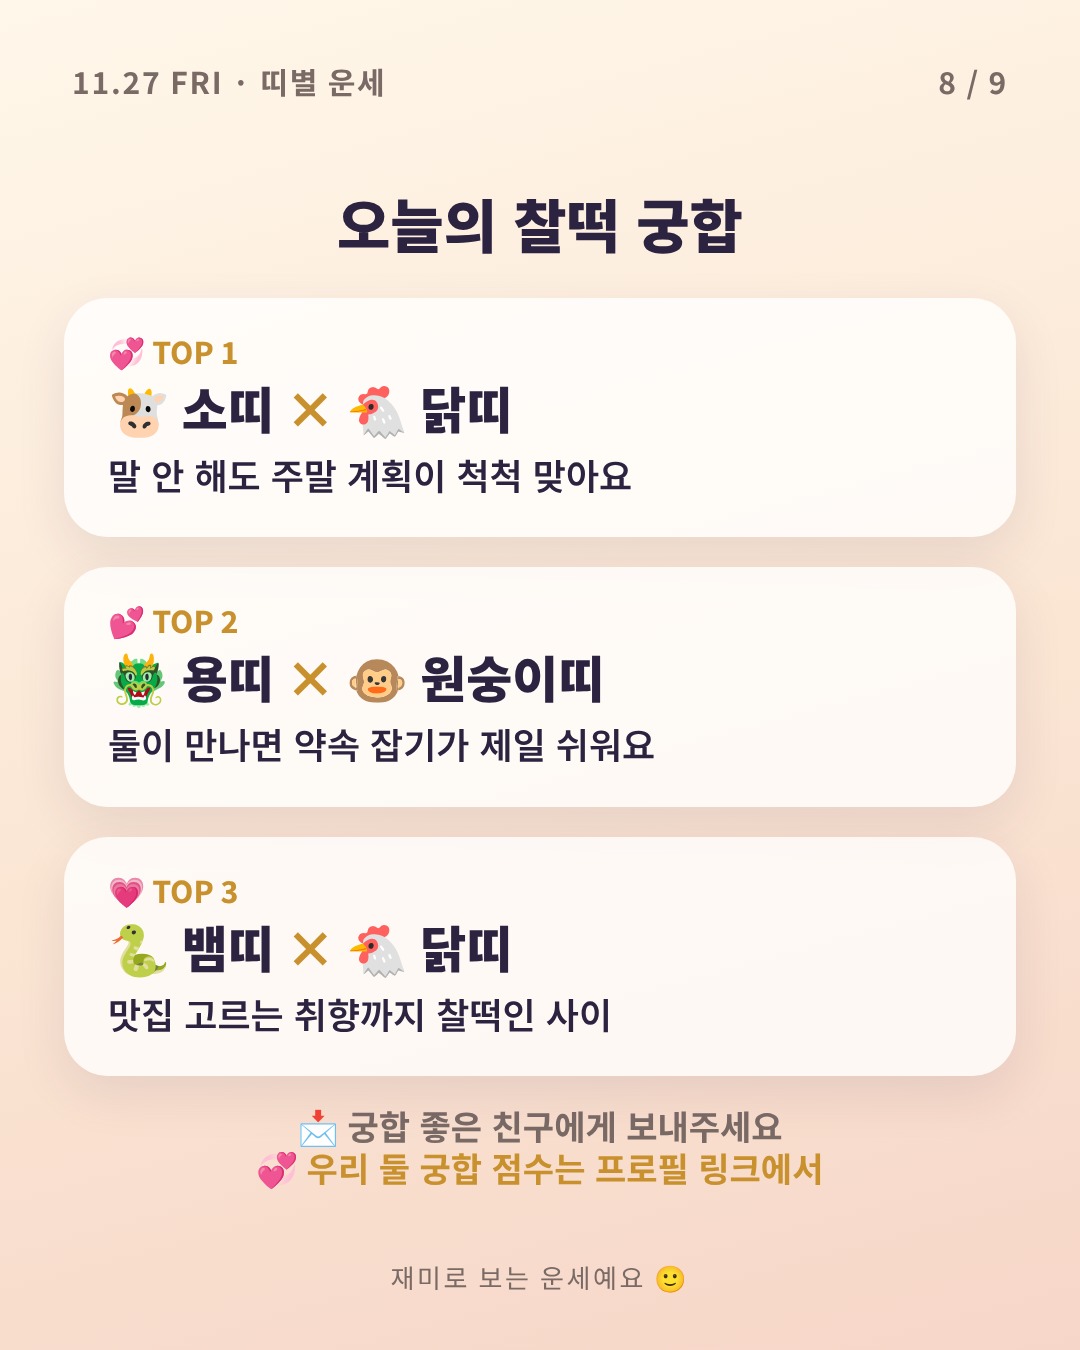 11.27 FRI · 띠별 운세
8 / 9
오늘의 찰떡 궁합
💞 TOP 1
🐮 소띠 × 🐔 닭띠
말 안 해도 주말 계획이 척척 맞아요
💕 TOP 2
🐲 용띠 × 🐵 원숭이띠
둘이 만나면 약속 잡기가 제일 쉬워요
💗 TOP 3
🐍 뱀띠 × 🐔 닭띠
맛집 고르는 취향까지 찰떡인 사이
📩 궁합 좋은 친구에게 보내주세요
💞 우리 둘 궁합 점수는 프로필 링크에서
재미로 보는 운세예요 🙂